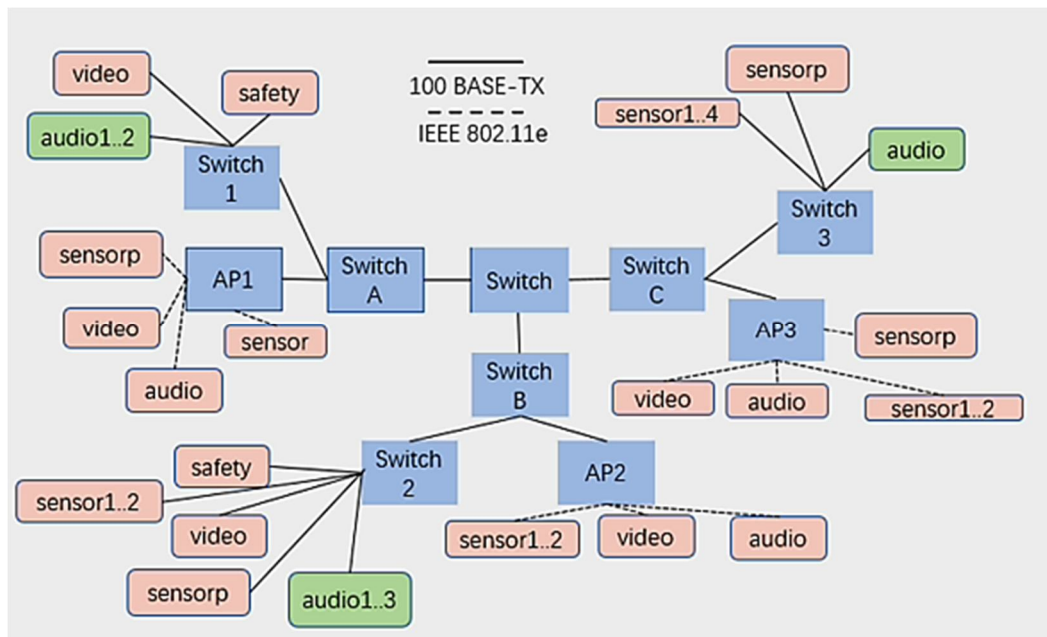 video
safety
audio1..2
Switch
1
100 BASE-TX
IEEE 802.11e
sensorp
sensor1..4
audio
Switch
3
sensorp
AP1
video
audio
sensor
Switch
A
Switch
Switch
C
AP3
sensorp
video
audio
sensor1..2
Switch
B
Switch
2
AP2
safety
sensor1..2
video
sensorp
audio1..3
sensor1..2
video
audio